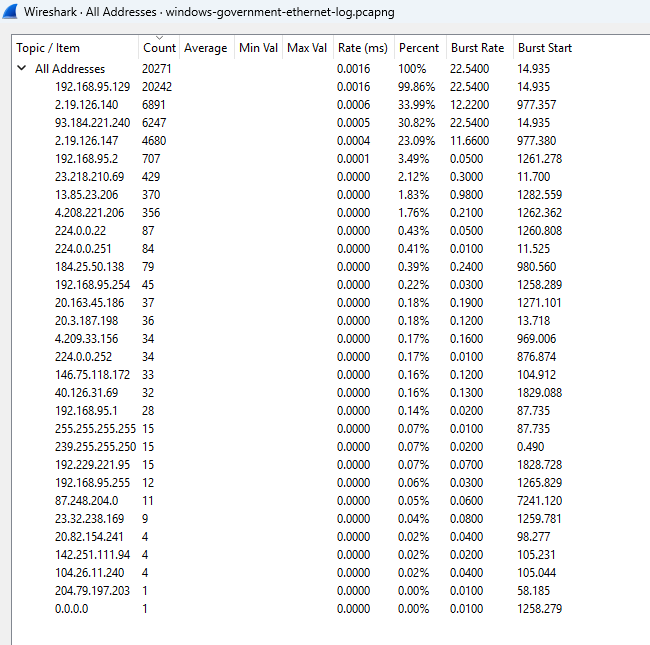 Wireshark · All Addresses · windows-government-ethernet-log.pcapng
Topic / Item Count Average Min Val Max Val Rate (ms) Percent Burst Rate Burst Start
All Addresses 20271 0.0016 100% 22.5400 14.935
192.168.95.129 20242 0.0016 99.86% 22.5400 14.935
2.19.126.140 6891 0.0006 33.99% 12.2200 977.357
93.184.221.240 6247 0.0005 30.82% 22.5400 14.935
2.19.126.147 4680 0.0004 23.09% 11.6600 977.380
192.168.95.2 707 0.0001 3.49% 0.0500 1261.278
23.218.210.69 429 0.0000 2.12% 0.3000 11.700
13.85.23.206 370 0.0000 1.83% 0.9800 1282.559
4.208.221.206 356 0.0000 1.76% 0.2100 1262.362
224.0.0.22 87 0.0000 0.43% 0.0500 1260.808
224.0.0.251 84 0.0000 0.41% 0.0100 11.525
184.25.50.138 79 0.0000 0.39% 0.2400 980.560
192.168.95.254 45 0.0000 0.22% 0.0300 1258.289
20.163.45.186 37 0.0000 0.18% 0.1900 1271.101
20.3.187.198 36 0.0000 0.18% 0.1200 13.718
4.209.33.156 34 0.0000 0.17% 0.1600 969.006
224.0.0.252 34 0.0000 0.17% 0.0100 876.874
146.75.118.172 33 0.0000 0.16% 0.1200 104.912
40.126.31.69 32 0.0000 0.16% 0.1300 1829.088
192.168.95.1 28 0.0000 0.14% 0.0200 87.735
255.255.255.255 15 0.0000 0.07% 0.0100 87.735
239.255.255.250 15 0.0000 0.07% 0.0200 0.490
192.229.221.95 15 0.0000 0.07% 0.0700 1828.728
192.168.95.255 12 0.0000 0.06% 0.0300 1265.829
87.248.204.0 11 0.0000 0.05% 0.0600 7241.120
23.32.238.169 9 0.0000 0.04% 0.0800 1259.781
20.82.154.241 4 0.0000 0.02% 0.0400 98.277
142.251.111.94 4 0.0000 0.02% 0.0200 105.231
104.26.11.240 4 0.0000 0.02% 0.0400 105.044
204.79.197.203 1 0.0000 0.00% 0.0100 58.185
0.0.0.0 1 0.0000 0.00% 0.0100 1258.279